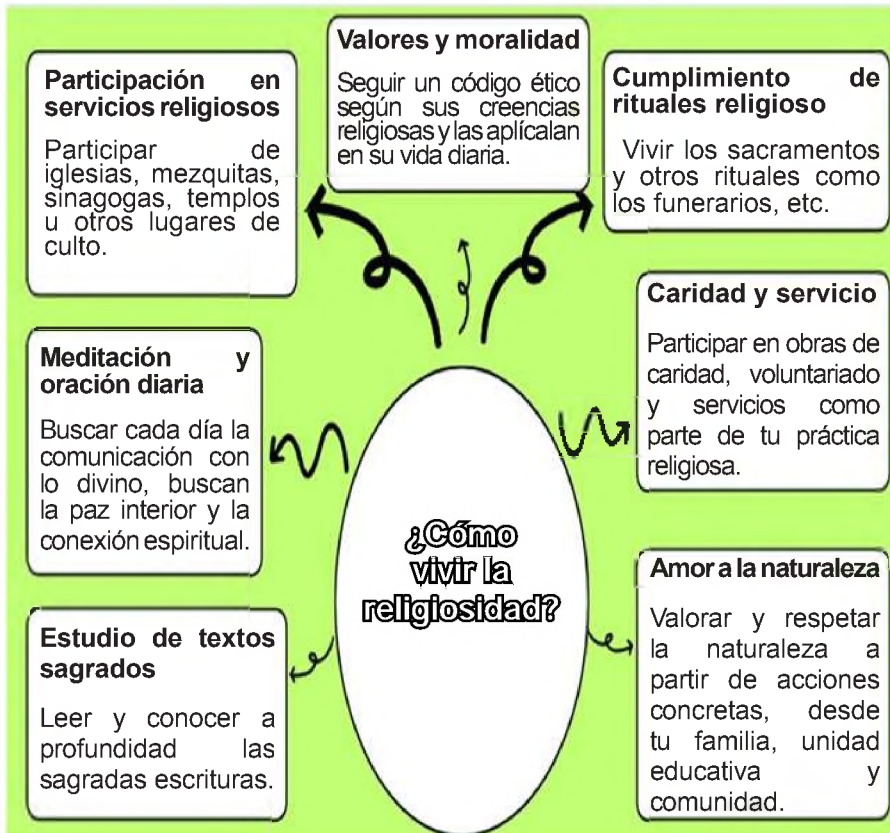 Valores y moralidad
Seguir un código ético
según sus creencias
religiosas y las aplícalan
en su vida diaria.
Participación en
servicios religiosos
Participar de
iglesias, mezquitas,
sinagogas, templos
u otros lugares de
culto.
Cumplimiento de
rituales religioso
Vivir los sacramentos
y otros rituales como
los funerarios, etc.
Meditación y
oración diaria
Buscar cada día la
comunicación con
lo divino, buscan
la paz interior y la
conexión espiritual.
Caridad y servicio
Participar en obras de
caridad, voluntariado
y servicios como
parte de tu práctica
religiosa.
¿Cómo
vivir la
religiosidad?
Estudio de textos
sagrados
Leer y conocer a
profundidad las
sagradas escrituras.
Amor a la naturaleza
Valorar y respetar
la naturaleza a
partir de acciones
concretas, desde
tu familia, unidad
educativa y
comunidad.